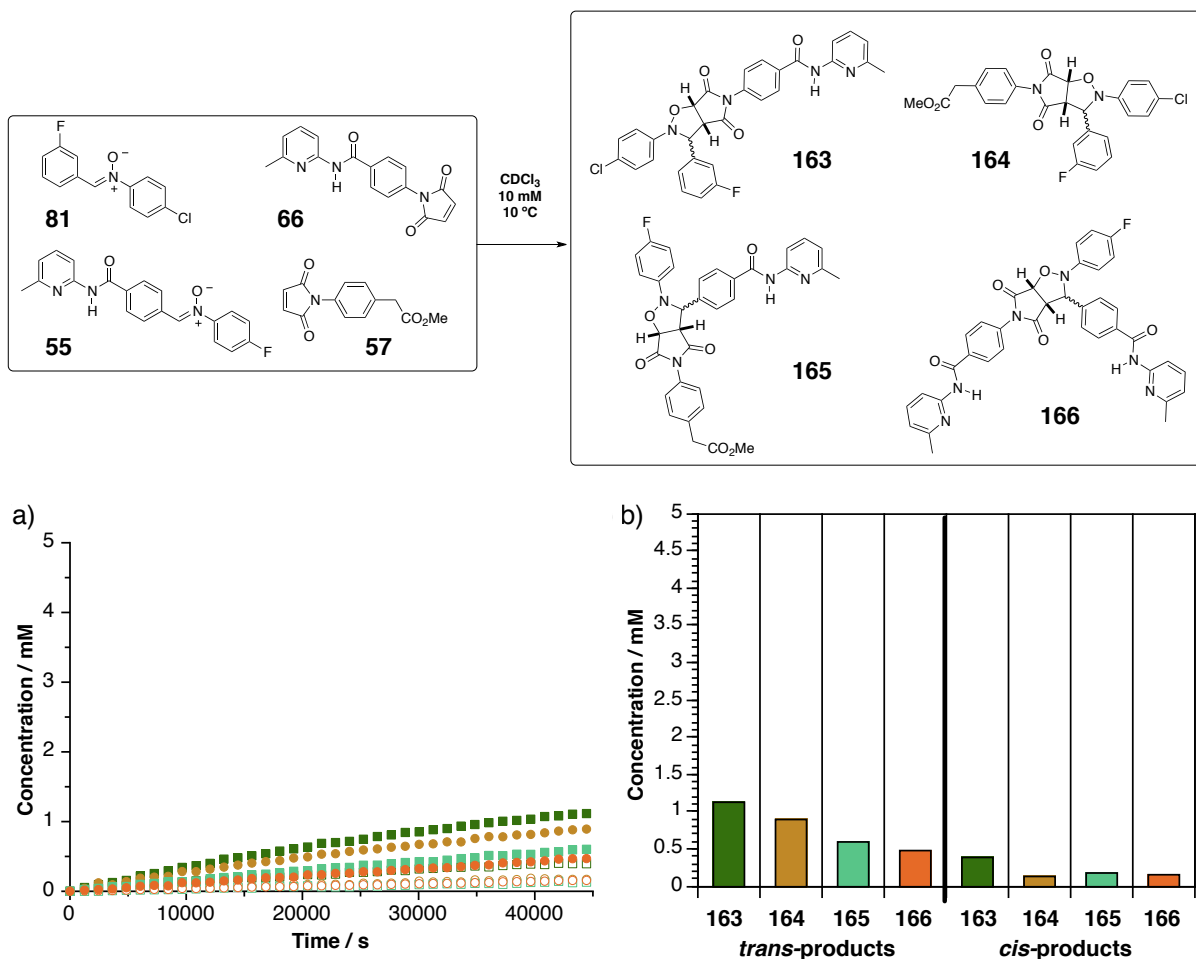 F
O
−
N
+
Cl
81
O
N
N
H
O
N
O
66
CDCl3
10 mM
10 ºC
N
N
H
O
O
−
N
+
F
55
O
N
O
CO2Me
57
O
N
H
N
O
N
O
O
N
H
H
Cl
F
163
MeO2C
O
N
O
H
H
O
N
Cl
F
164
F
N
O
H
H
O
N
H
N
O
N
O
CO2Me
165
F
O
N
H
H
O
N
O
O
N
H
N
O
H
N
N
166
a)
Concentration / mM
5
4
3
2
1
0
0
10000
20000
30000
40000
Time / s
b)
Concentration / mM
5
4.5
4
3.5
3
2.5
2
1.5
1
0.5
0
163 164 165 166 163 164 165 166
trans-products cis-products